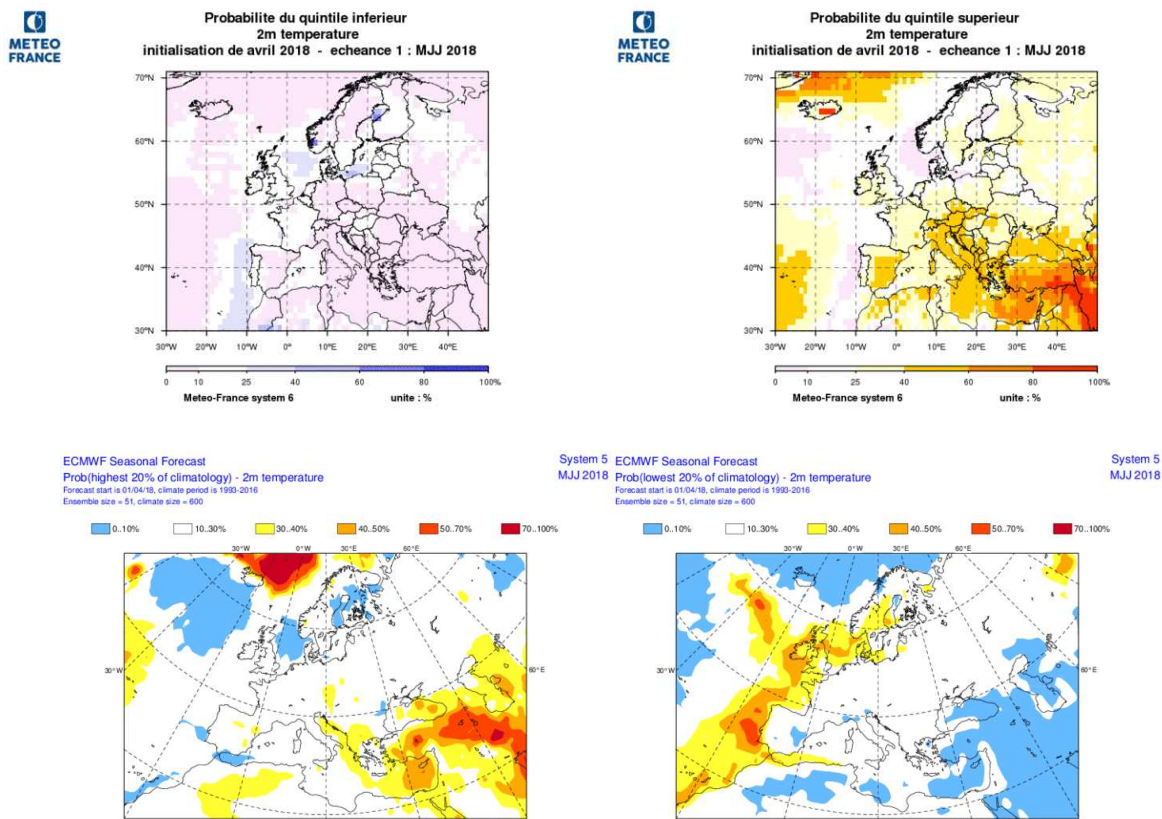 METEO
FRANCE
Probabilite du quintile inferieur
2m temperature
initialisation de avril 2018 - echeance 1 : MJJ 2018
70°N
60°N
50°N
40°N
30°N
30°W 20°W 10°W 0° 10°E 20°E 30°E 40°E
0 10 25 40 60 80 100%
Meteo-France system 6 unite : %
METEO
FRANCE
Probabilite du quintile superieur
2m temperature
initialisation de avril 2018 - echeance 1 : MJJ 2018
70°N
60°N
50°N
40°N
30°N
30°W 20°W 10°W 0° 10°E 20°E 30°E 40°E
0 10 25 40 60 80 100%
Meteo-France system 6 unite : %
ECMWF Seasonal Forecast System 5
Prob(highest 20% of climatology) - 2m temperature MJJ 2018
Forecast start is 01/04/18, climate period is 1993-2016
Ensemble size = 51, climate size = 600
0..10% 10..30% 30..40% 40..50% 50..70% 70..100%
30°W 0°W 30°E 60°E
30°W 60°E
ECMWF Seasonal Forecast System 5
Prob(lowest 20% of climatology) - 2m temperature MJJ 2018
Forecast start is 01/04/18, climate period is 1993-2016
Ensemble size = 51, climate size = 600
0..10% 10..30% 30..40% 40..50% 50..70% 70..100%
30°W 0°W 30°E 60°E
30°W 60°E